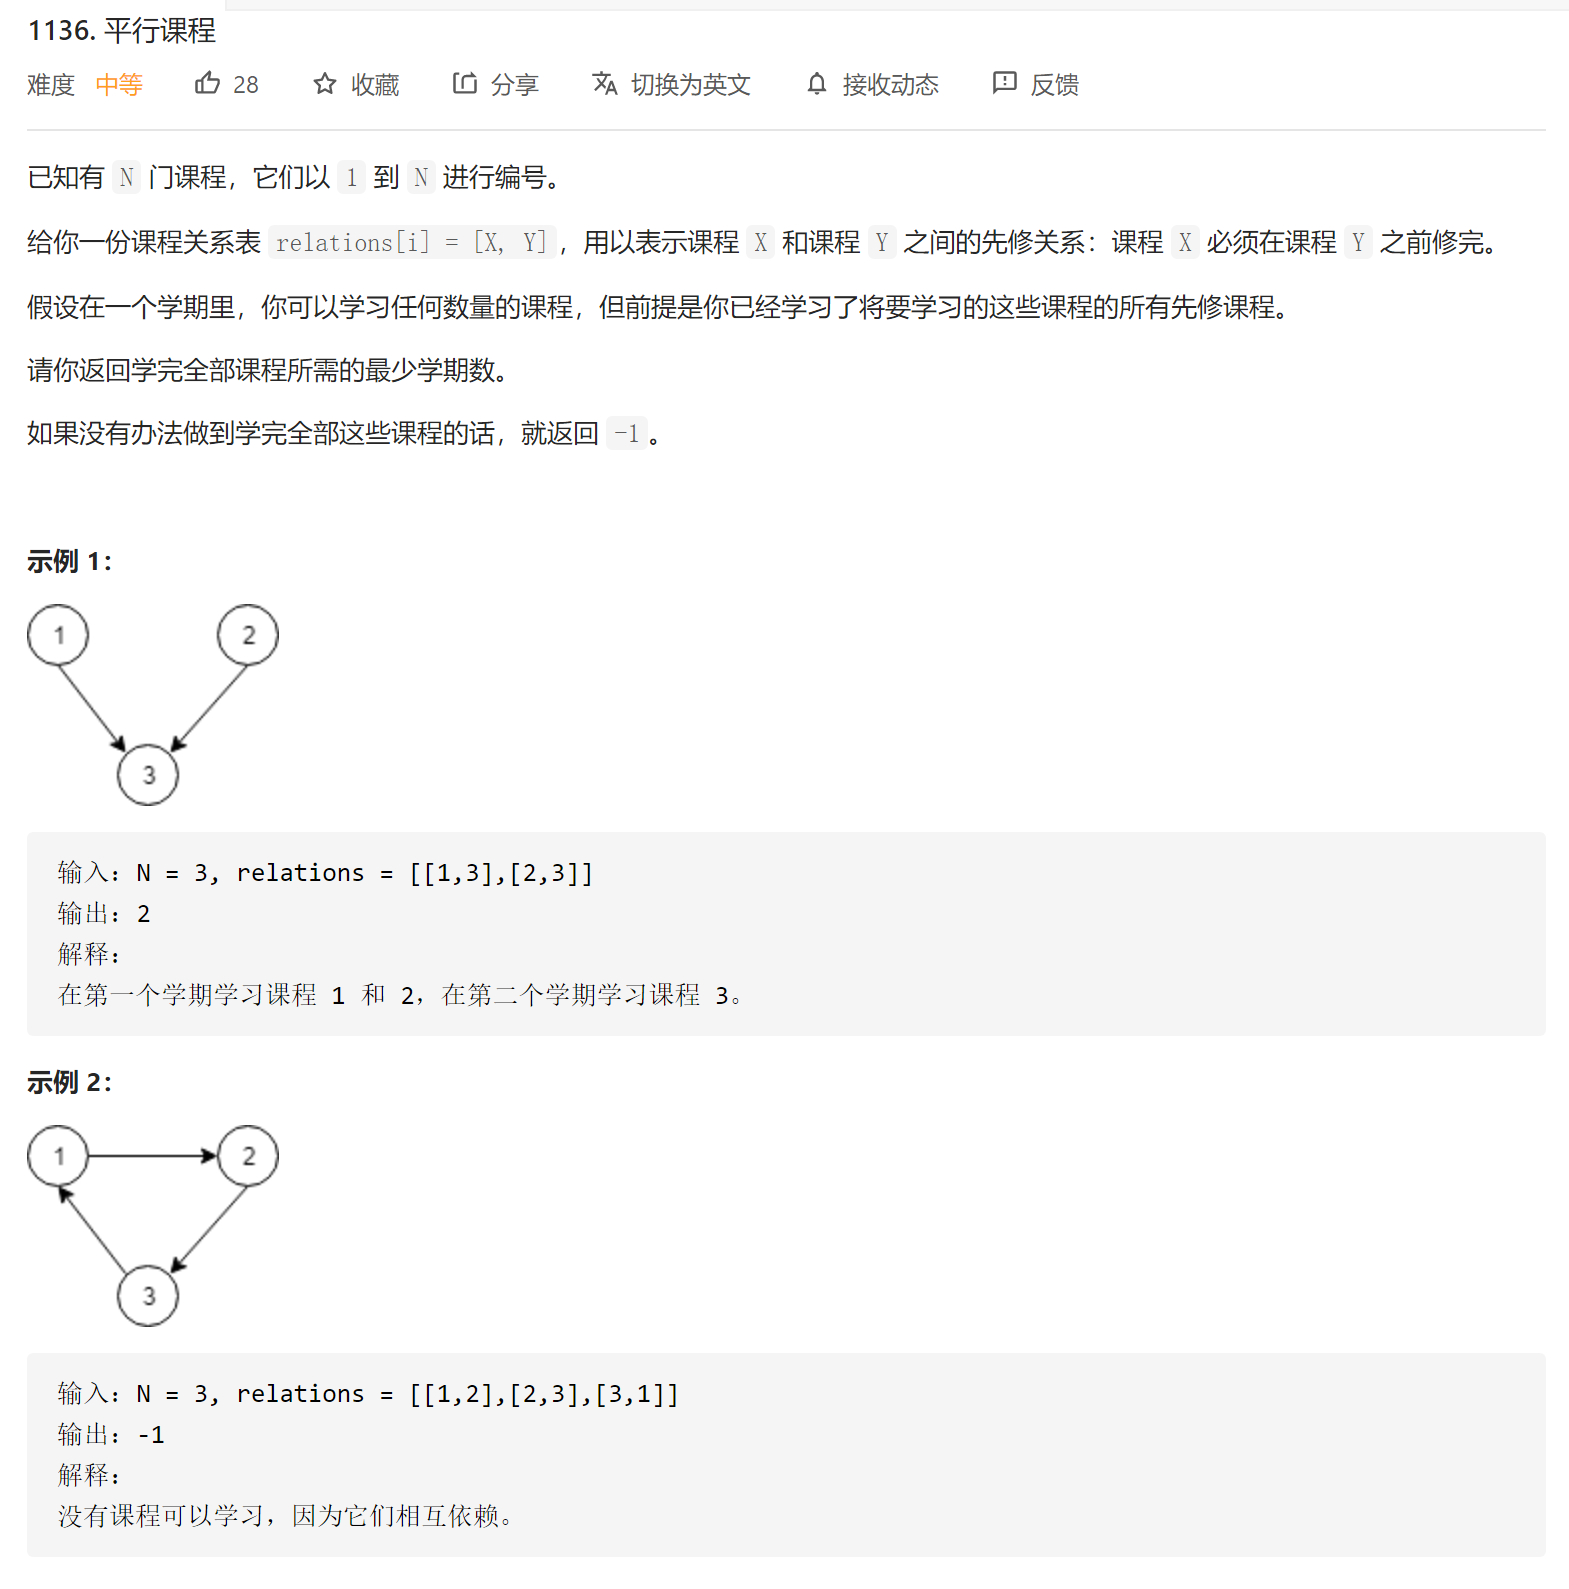 1136. 平行课程
难度 中等 28 收藏 分享 切换为英文 接收动态 反馈
已知有 N 门课程，它们以 1 到 N 进行编号。
给你一份课程关系表 relations[i] = [X, Y]，用以表示课程 X 和课程 Y 之间的先修关系：课程 X 必须在课程 Y 之前修完。
假设在一个学期里，你可以学习任何数量的课程，但前提是你已经学习了将要学习的这些课程的所有先修课程。
请你返回学完全部课程所需的最少学期数。
如果没有办法做到学完全部这些课程的话，就返回 -1。
示例 1：
1 2
3
输入：N = 3, relations = [[1,3],[2,3]]
输出：2
解释：
在第一个学期学习课程 1 和 2，在第二个学期学习课程 3。
示例 2：
1 2
3
输入：N = 3, relations = [[1,2],[2,3],[3,1]]
输出：-1
解释：
没有课程可以学习，因为它们相互依赖。